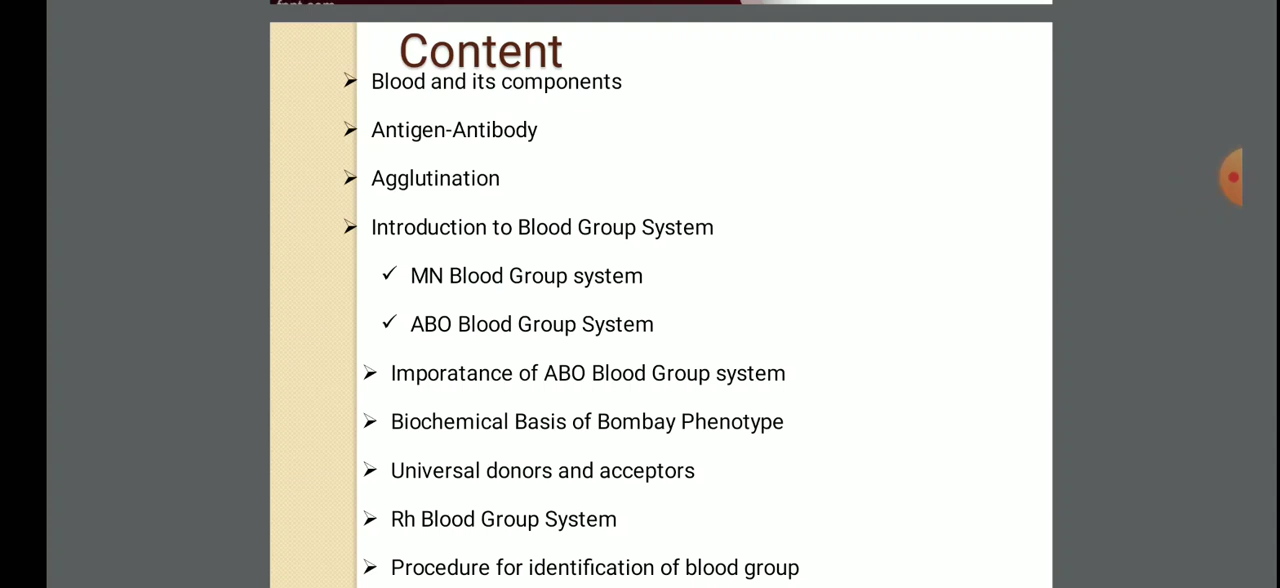 Content
Blood and its components
Antigen-Antibody
Agglutination
Introduction to Blood Group System
MN Blood Group system
ABO Blood Group System
Imporatance of ABO Blood Group system
Biochemical Basis of Bombay Phenotype
Universal donors and acceptors
Rh Blood Group System
Procedure for identification of blood group